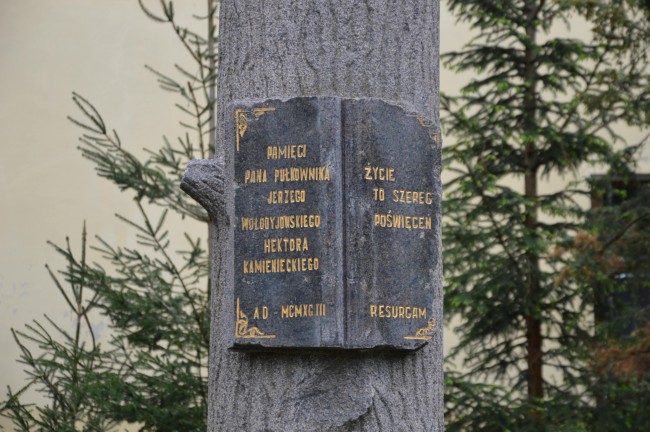 PAMIĘCI
PANA PUŁKOWNIKA
JERZEGO
WOŁODYJOWSKIEGO
HEKTORA
KAMIENIECKIEGO
A D - MCMXCIII
ŻYCIE
TO SZEREG
POŚWIĘCEŃ
RESURGAM